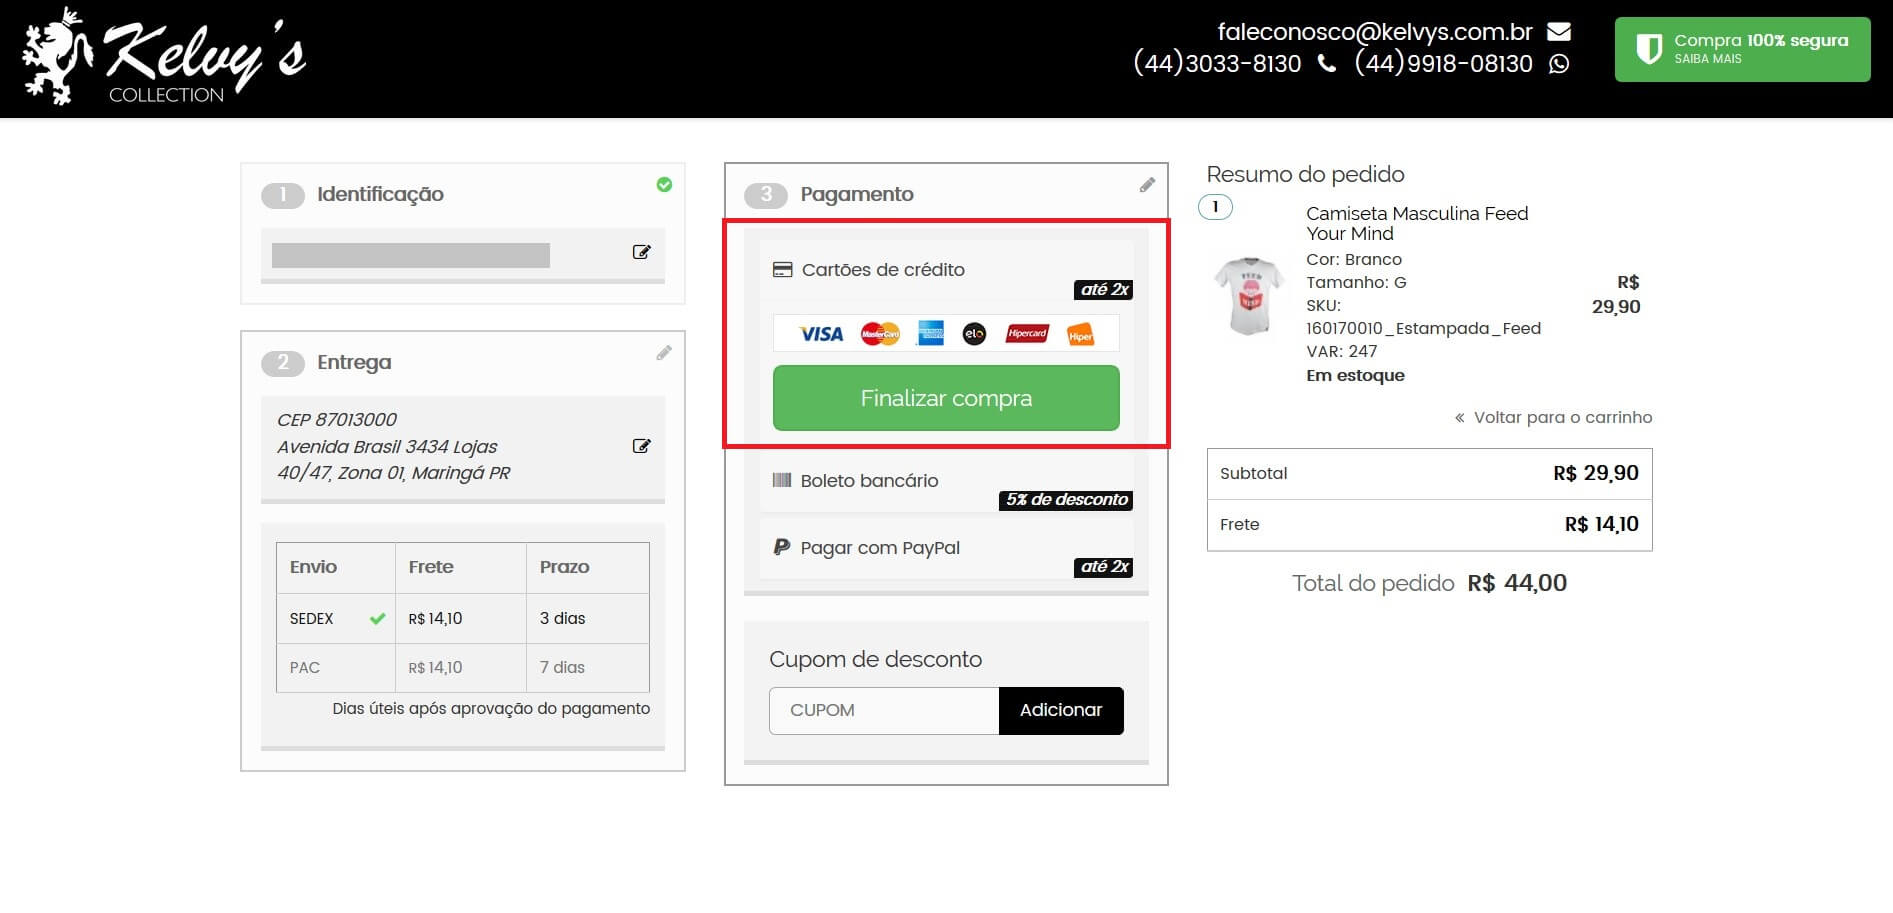 Kelvy's
COLLECTION
faleconosco@kelvys.com.br
(44)3033-8130 (44)9918-08130
Compra 100% segura
SAIBA MAIS
1 Identificação
2 Entrega
CEP 87013000
Avenida Brasil 3434 Lojas
40/47, Zona 01, Maringá PR
Envio Frete Prazo
SEDEX R$ 14,10 3 dias
PAC R$ 14,10 7 dias
Dias úteis após aprovação do pagamento
3 Pagamento
Cartões de crédito
até 2x
VISA MasterCard AMERICAN EXPRESS elo Hipercard Hiper
Finalizar compra
Boleto bancário
5% de desconto
Pagar com PayPal
até 2x
Cupom de desconto
CUPOM Adicionar
Resumo do pedido
1
FEED
MIND
Camiseta Masculina Feed
Your Mind
Cor: Branco
Tamanho: G
SKU:
160170010_Estampada_Feed
VAR: 247
Em estoque
R$
29,90
« Voltar para o carrinho
Subtotal R$ 29,90
Frete R$ 14,10
Total do pedido R$ 44,00